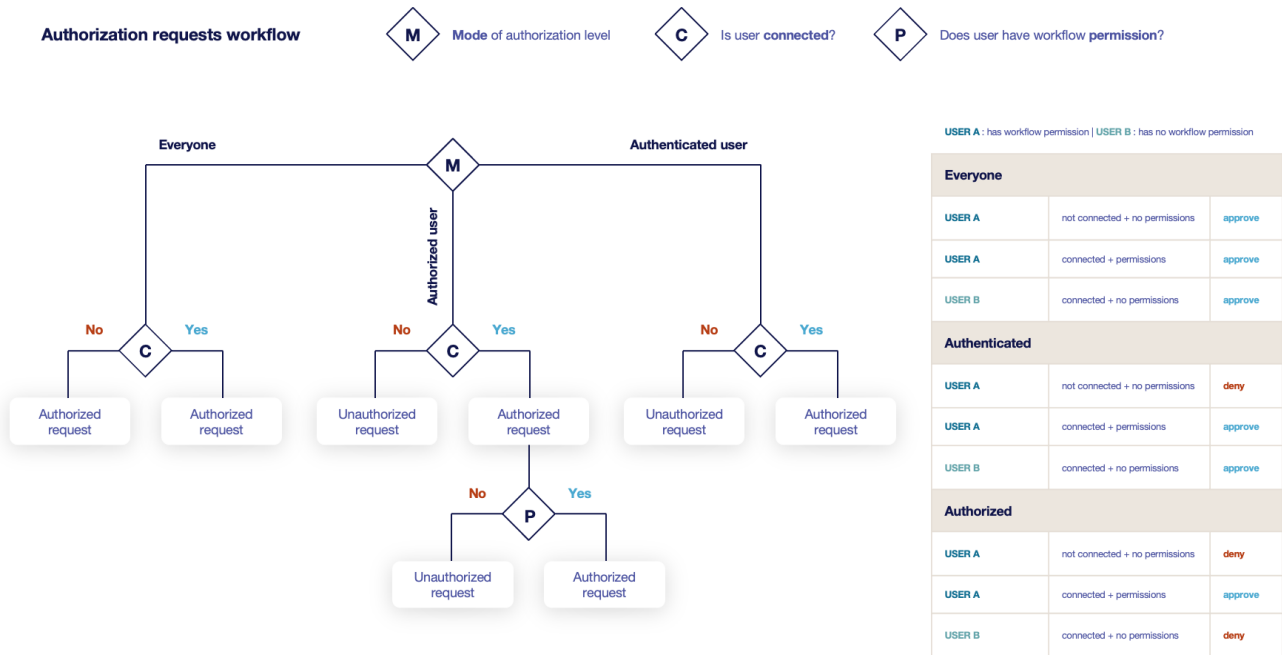 Authorization requests workflow
M
Mode of authorization level
C
Is user connected?
P
Does user have workflow permission?
Everyone
M
Authenticated user
Authorized user
No
C
Yes
Authorized
request
Authorized
request
No
C
Yes
Unauthorized
request
Authorized
request
No
P
Yes
Unauthorized
request
Authorized
request
No
C
Yes
Unauthorized
request
Authorized
request
USER A : has workflow permission | USER B : has no workflow permission
Everyone
USER A not connected + no permissions approve
USER A connected + permissions approve
USER B connected + no permissions approve
Authenticated
USER A not connected + no permissions deny
USER A connected + permissions approve
USER B connected + no permissions approve
Authorized
USER A not connected + no permissions deny
USER A connected + permissions approve
USER B connected + no permissions deny